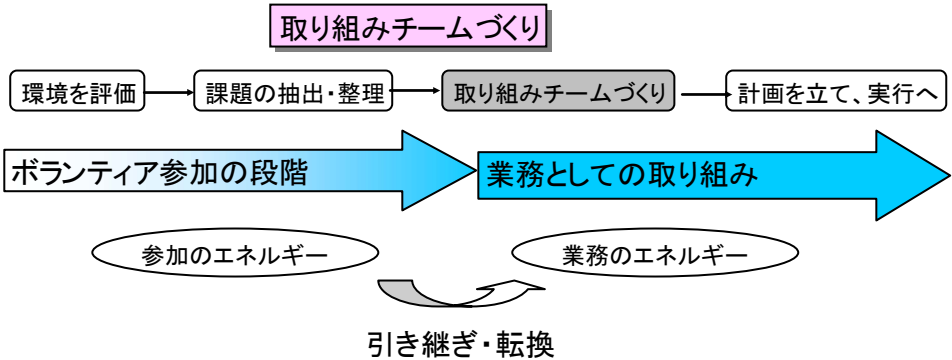 取り組みチームづくり
環境を評価
課題の抽出・整理
取り組みチームづくり
計画を立て、実行へ
ボランティア参加の段階
業務としての取り組み
参加のエネルギー
業務のエネルギー
引き継ぎ・転換